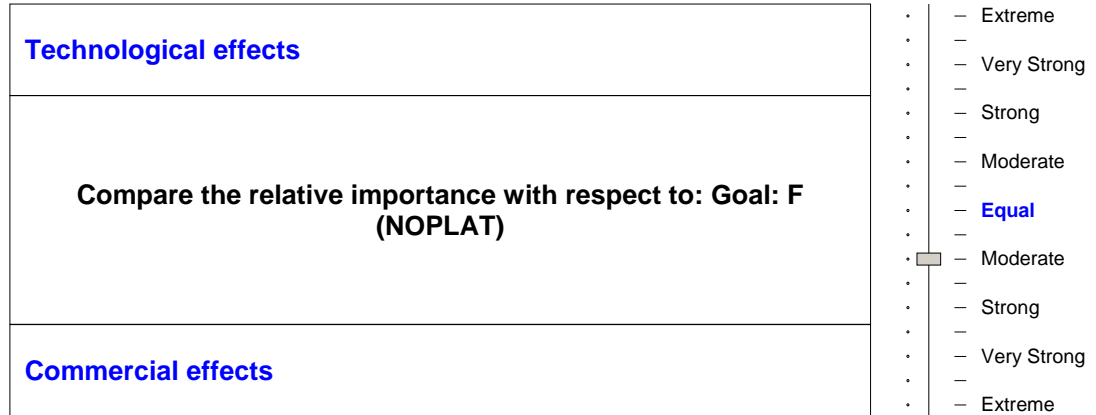 Technological effects
Compare the relative importance with respect to: Goal: F
(NOPLAT)
Commercial effects
Extreme
Very Strong
Strong
Moderate
Equal
Moderate
Strong
Very Strong
Extreme